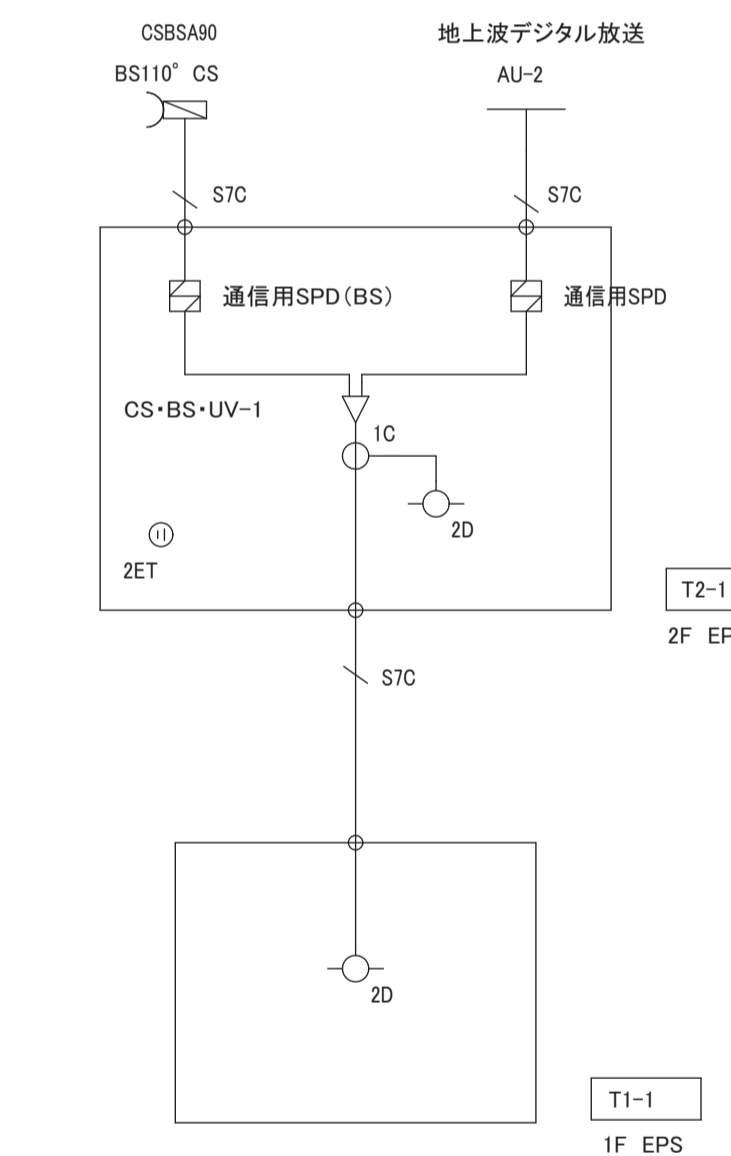 CSBSA90
地上波デジタル放送
BS110° CS
AU-2
S7C
S7C
通信用SPD(BS)
通信用SPD
CS・BS・UV-1
1C
2D
2ET
T2-1
2F EP
S7C
2D
T1-1
1F EPS